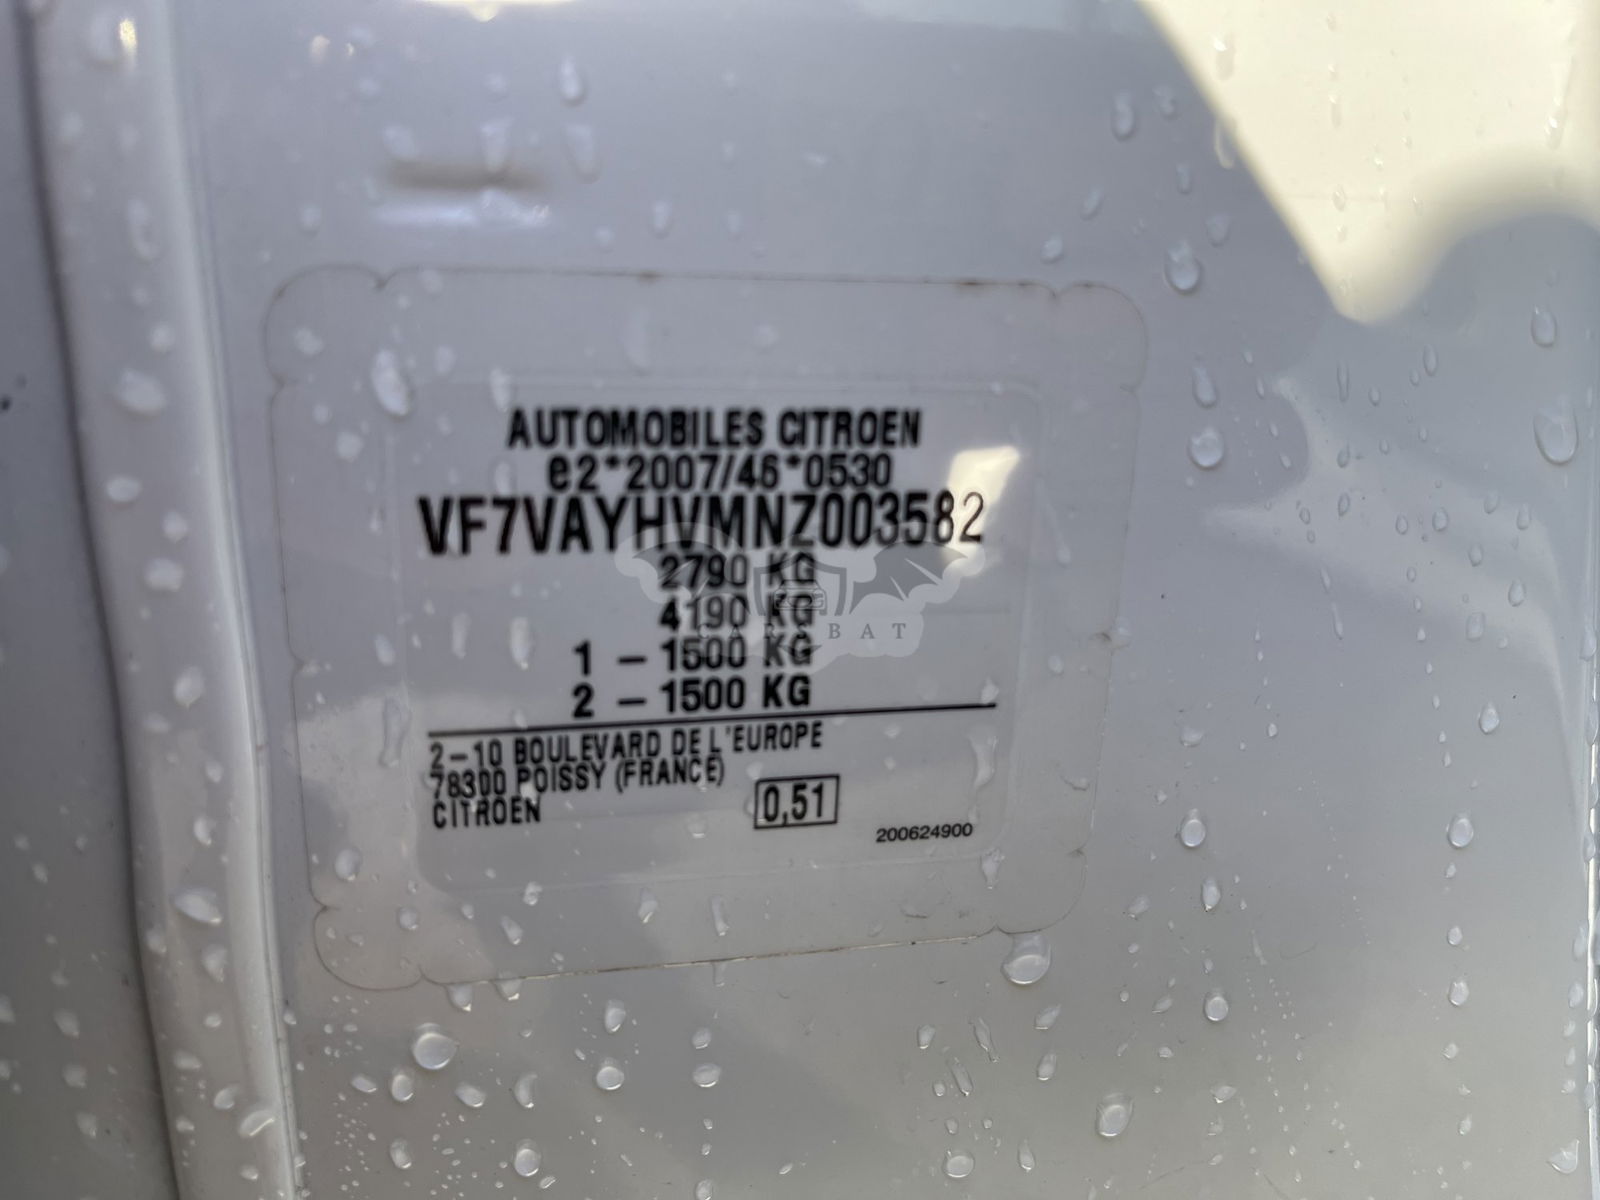 AUTOMOBILES CITROEN
e2*2007/46*0530
VF7VAYHVMNZ003582
2790 KG
4190 KG
1 - 1500 KG
2 - 1500 KG
2-10 BOULEVARD DE L'EUROPE
78300 POISSY (FRANCE)
CITROEN
0,51
200624900